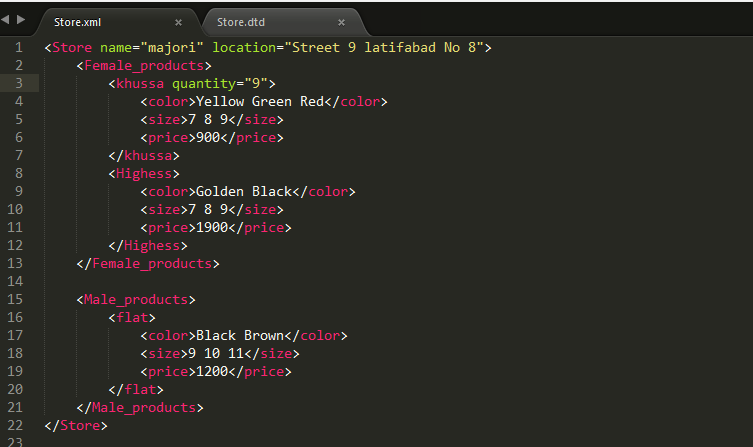 Store.xml × Store.dtd ×
1 <Store name="majori" location="Street 9 latifabad No 8">
2 <Female_products>
3 <khussa quantity="9">
4 <color>Yellow Green Red</color>
5 <size>7 8 9</size>
6 <price>900</price>
7 </khussa>
8 <Highess>
9 <color>Golden Black</color>
10 <size>7 8 9</size>
11 <price>1900</price>
12 </Highess>
13 </Female_products>
14
15 <Male_products>
16 <flat>
17 <color>Black Brown</color>
18 <size>9 10 11</size>
19 <price>1200</price>
20 </flat>
21 </Male_products>
22 </Store>
23